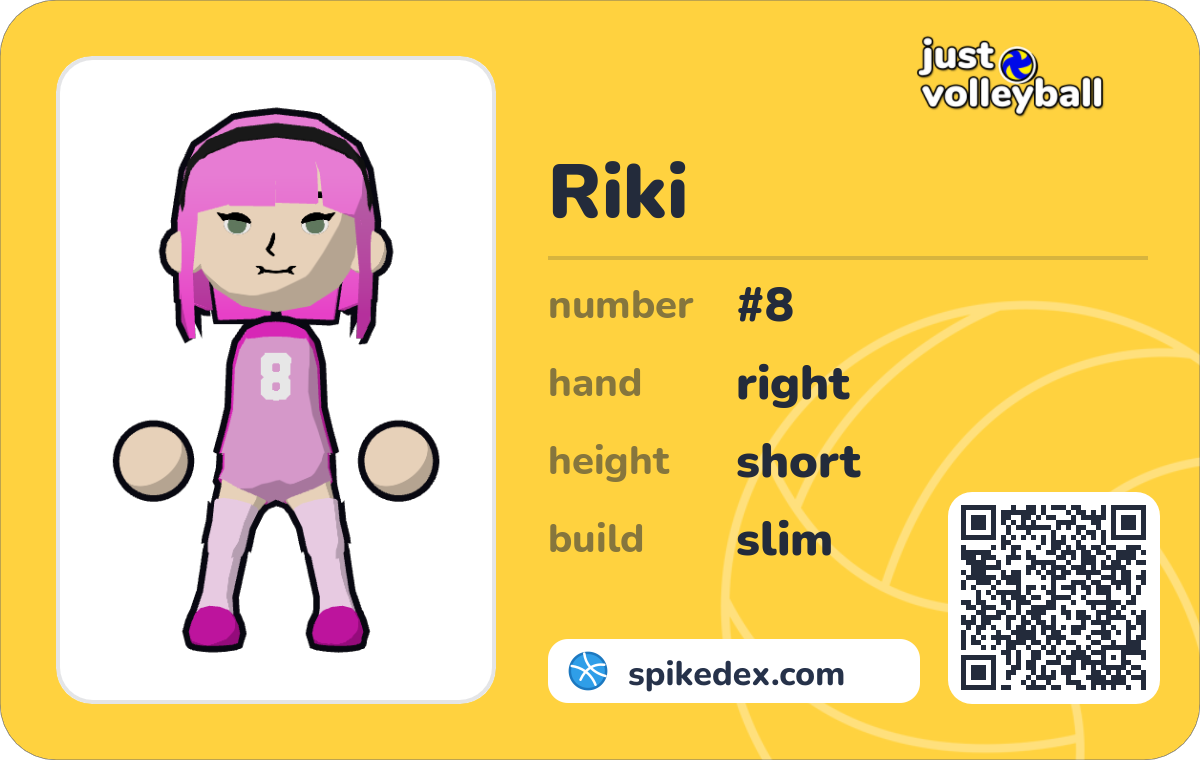 just
volleyball
Riki
number #8
hand right
height short
build slim
8
spikedex.com